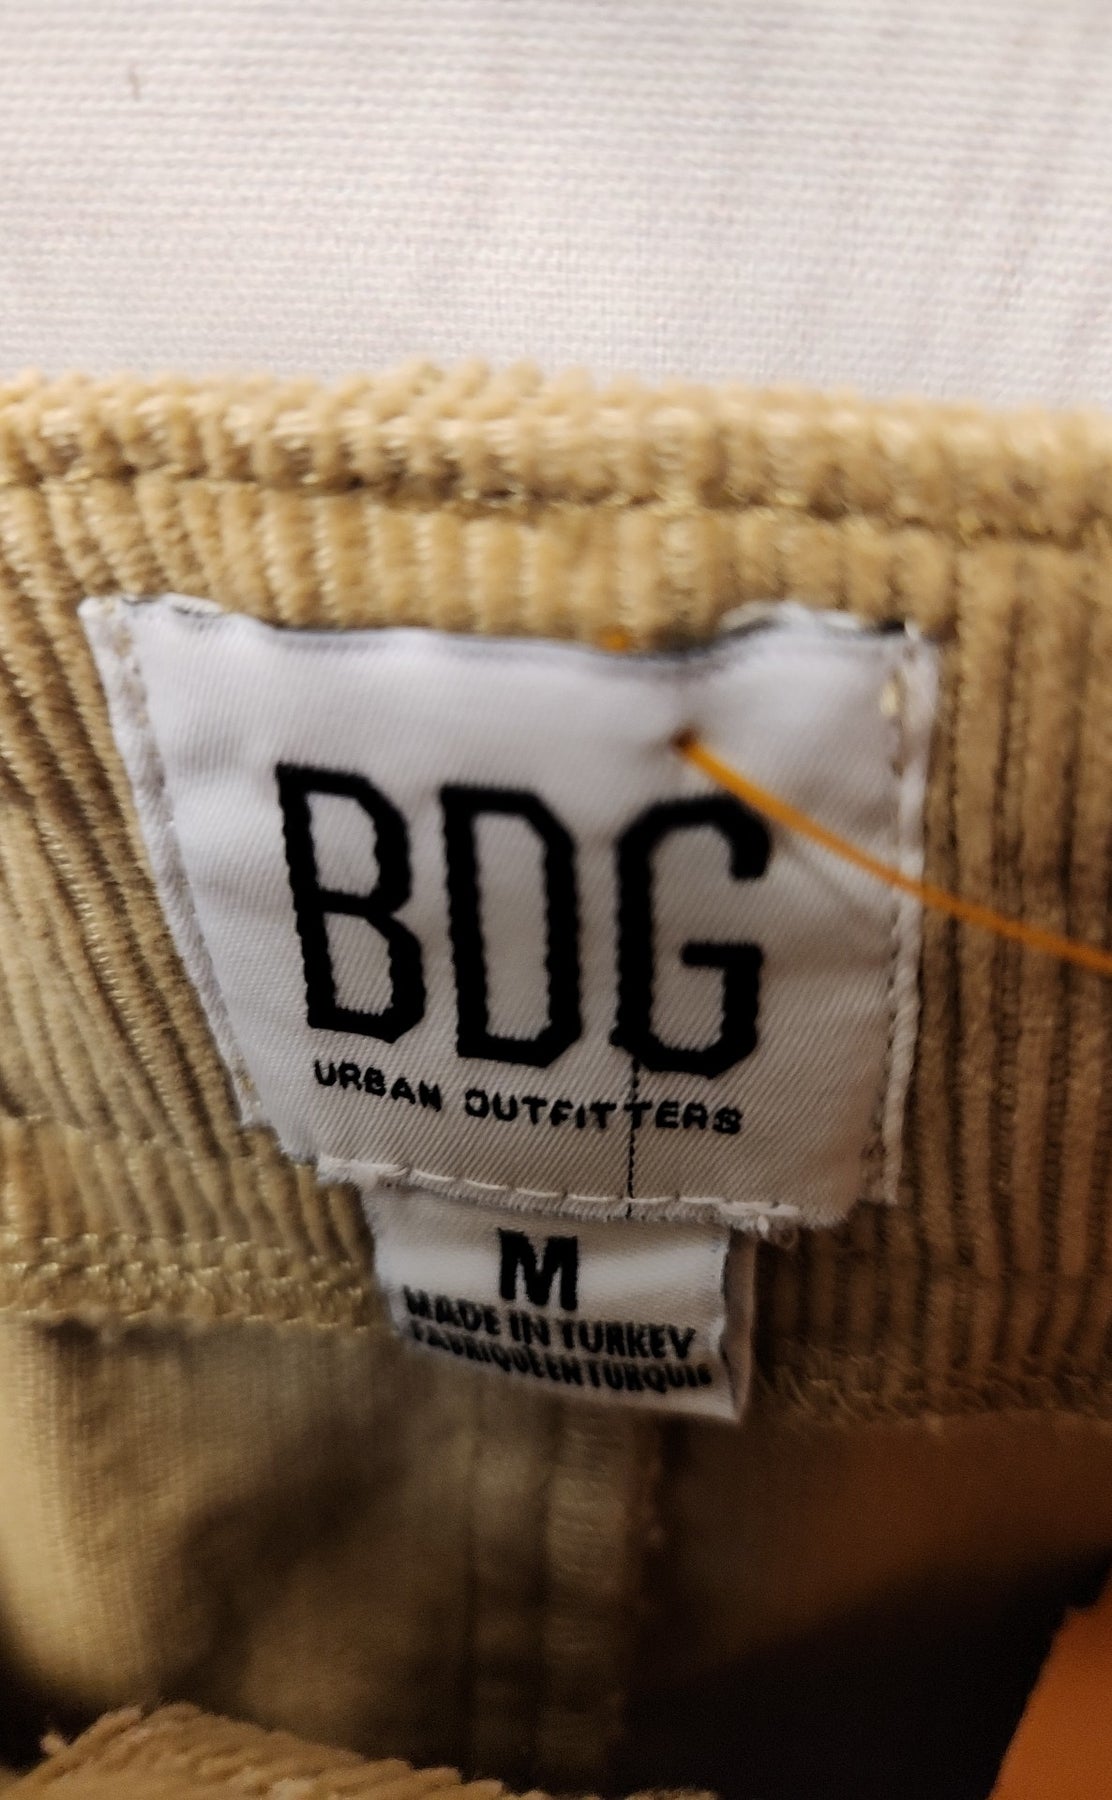 BDG
URBAN OUTFITTERS
M
MADE IN TURKEY
FABRIQUÉ EN TURQUIE